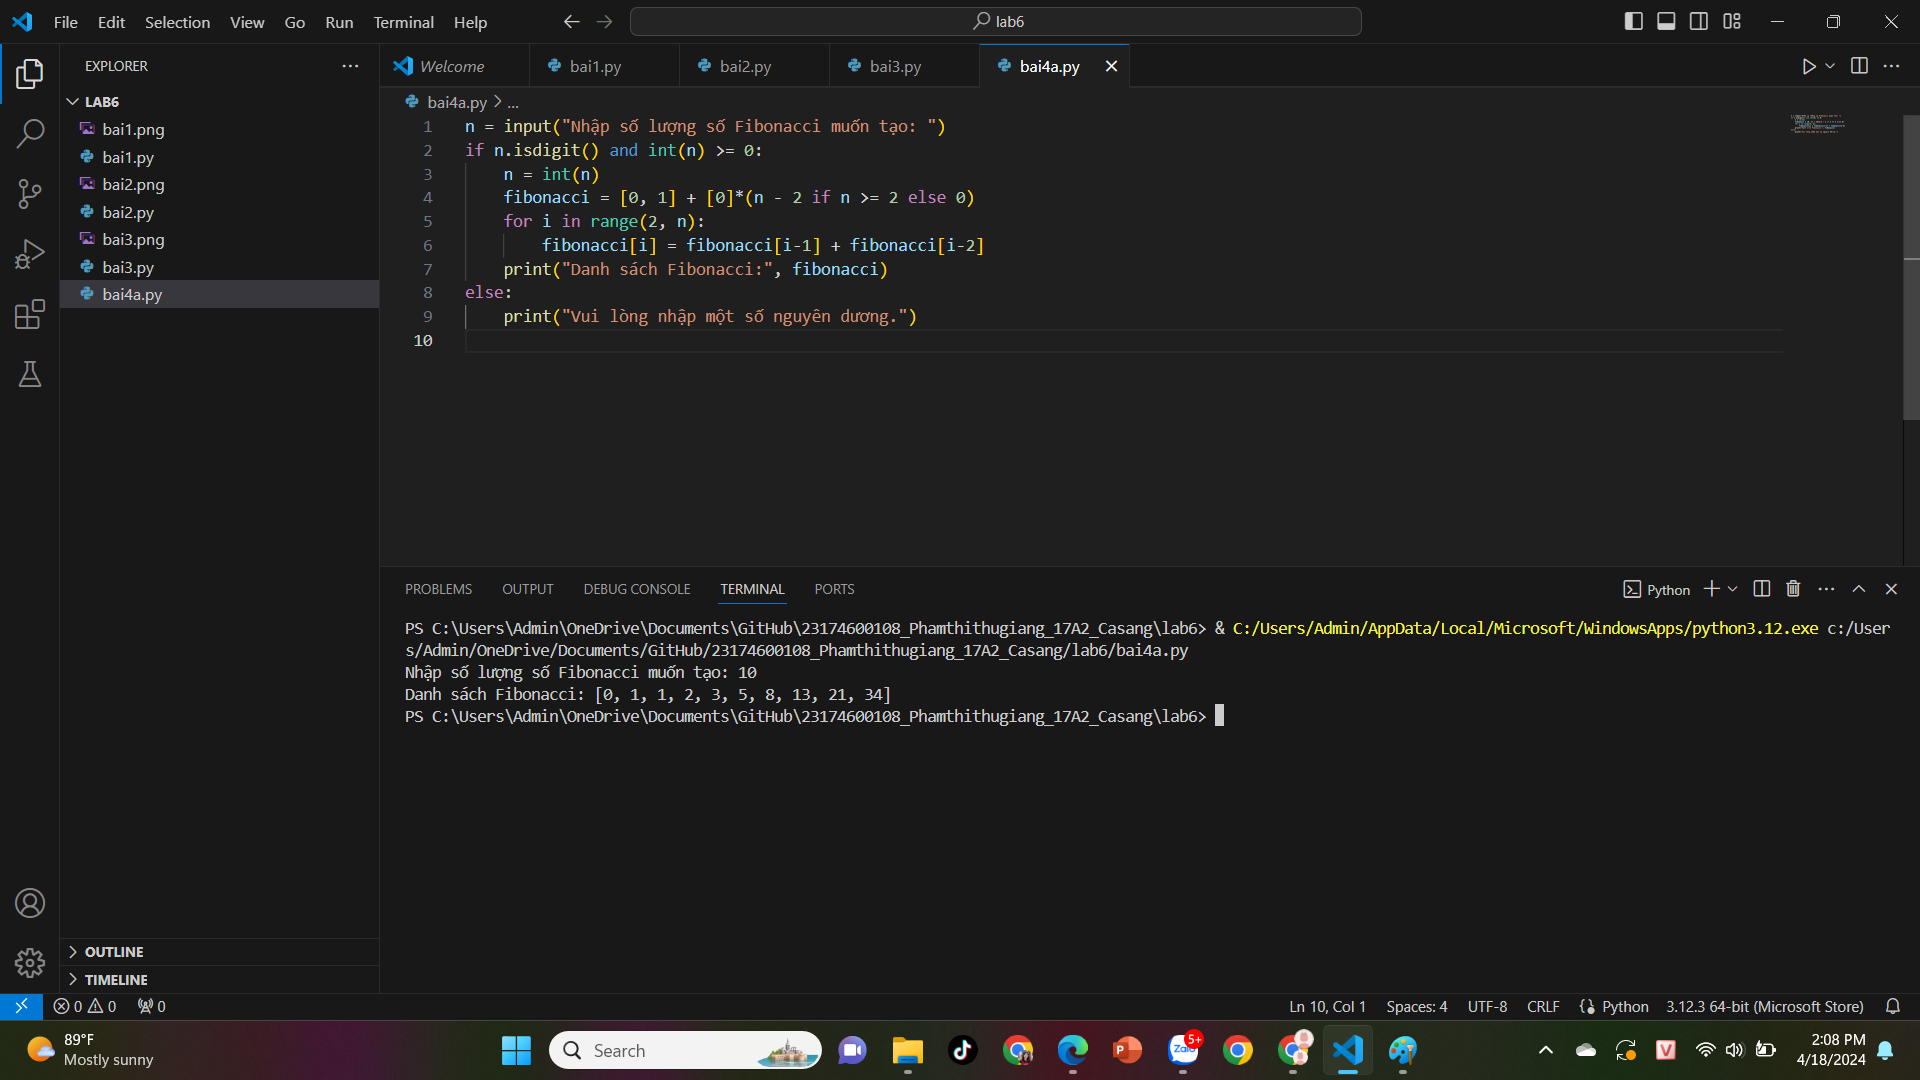 File Edit Selection View Go Run Terminal Help
lab6
EXPLORER
LAB6
bai1.png
bai1.py
bai2.png
bai2.py
bai3.png
bai3.py
bai4a.py
OUTLINE
TIMELINE
Welcome
bai1.py
bai2.py
bai3.py
bai4a.py
bai4a.py > ...
1 n = input("Nhập số lượng số Fibonacci muốn tạo: ")
2 if n.isdigit() and int(n) >= 0:
3 n = int(n)
4 fibonacci = [0, 1] + [0]*(n - 2 if n >= 2 else 0)
5 for i in range(2, n):
6 fibonacci[i] = fibonacci[i-1] + fibonacci[i-2]
7 print("Danh sách Fibonacci:", fibonacci)
8 else:
9 print("Vui lòng nhập một số nguyên dương.")
10
PROBLEMS OUTPUT DEBUG CONSOLE TERMINAL PORTS
Python
PS C:\Users\Admin\OneDrive\Documents\GitHub\23174600108_Phamthithugiang_17A2_Casang\lab6> & C:/Users/Admin/AppData/Local/Microsoft/WindowsApps/python3.12.exe c:/User
s/Admin/OneDrive/Documents/GitHub/23174600108_Phamthithugiang_17A2_Casang/lab6/bai4a.py
Nhập số lượng số Fibonacci muốn tạo: 10
Danh sách Fibonacci: [0, 1, 1, 2, 3, 5, 8, 13, 21, 34]
PS C:\Users\Admin\OneDrive\Documents\GitHub\23174600108_Phamthithugiang_17A2_Casang\lab6>
0 0 0
Ln 10, Col 1 Spaces: 4 UTF-8 CRLF Python 3.12.3 64-bit (Microsoft Store)
89°F
Mostly sunny
Search
Zalo
5+
P
V
2:08 PM
4/18/2024